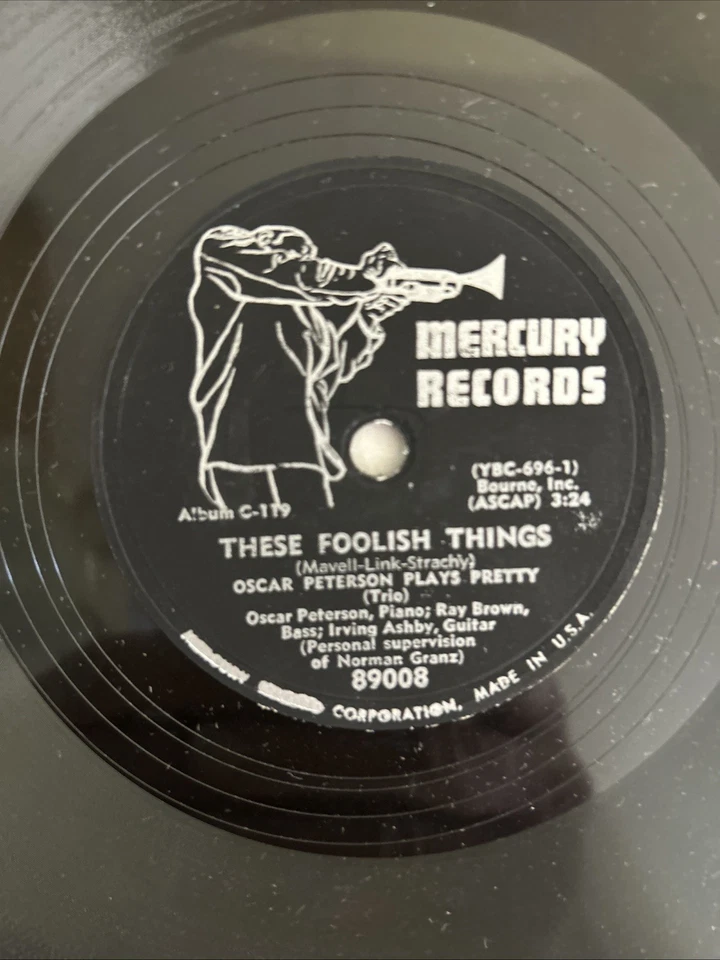 MERCURY
RECORDS
(YBC-696-1)
Bourne, Inc.
(ASCAP) 3:24
Album C-119
THESE FOOLISH THINGS
(Mavell-Link-Strachy)
OSCAR PETERSON PLAYS PRETTY
(Trio)
Oscar Peterson, Piano; Ray Brown,
Bass; Irving Ashby, Guitar
(Personal supervision
of Norman Granz)
89008
MERCURY RECORD CORPORATION, MADE IN U.S.A.